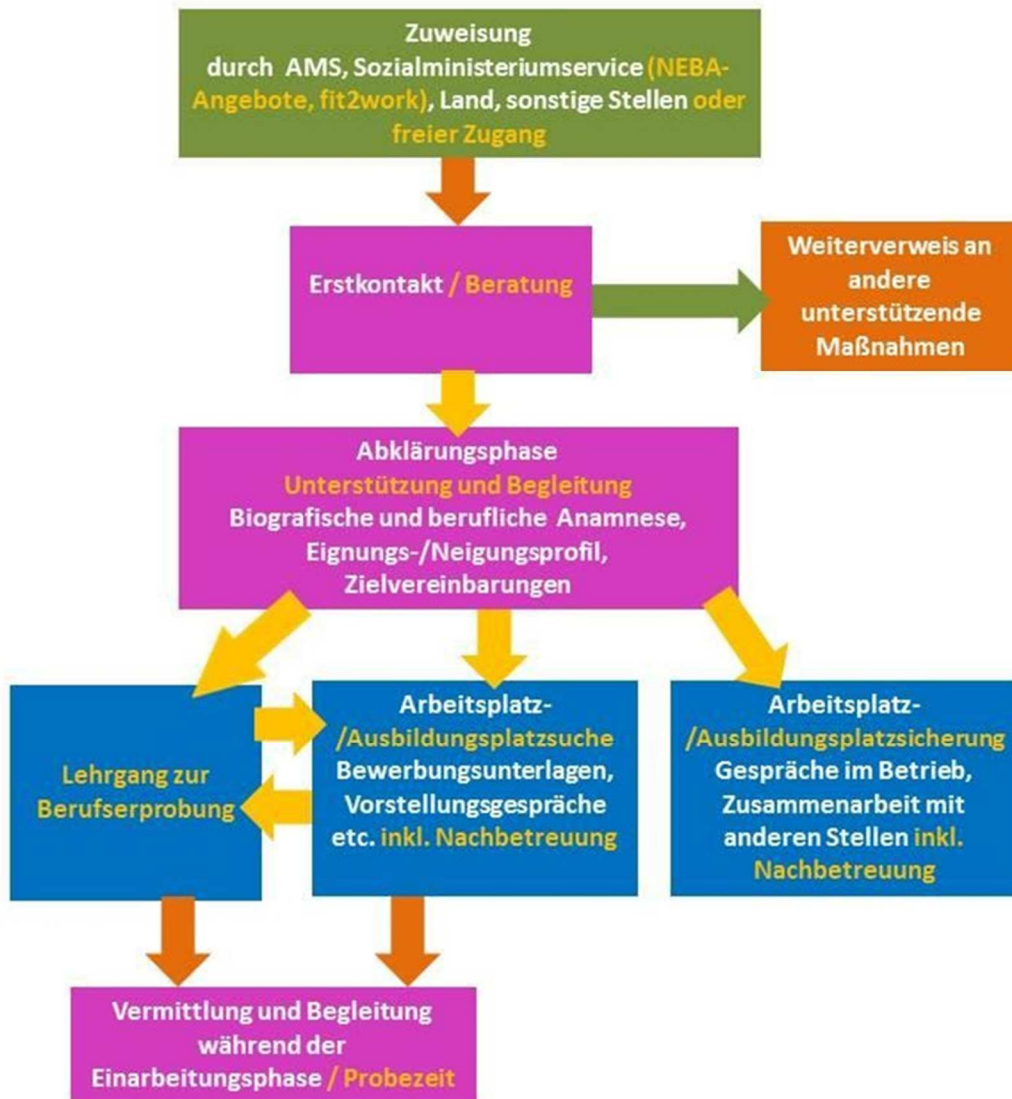 Zuweisung
durch AMS, Sozialministeriumservice (NEBA-
Angebote, fit2work), Land, sonstige Stellen oder
freier Zugang
Erstkontakt / Beratung
Weiterverweis an
andere
unterstützende
Maßnahmen
Abklärungsphase
Unterstützung und Begleitung
Biografische und berufliche Anamnese,
Eignungs-/Neigungsprofil,
Zielvereinbarungen
Lehrgang zur
Berufserprobung
Arbeitsplatz-
/Ausbildungsplatzsuche
Bewerbungsunterlagen,
Vorstellungsgespräche
etc. inkl. Nachbetreuung
Arbeitsplatz-
/Ausbildungsplatzsicherung
Gespräche im Betrieb,
Zusammenarbeit mit
anderen Stellen inkl.
Nachbetreuung
Vermittlung und Begleitung
während der
Einarbeitungsphase / Probezeit